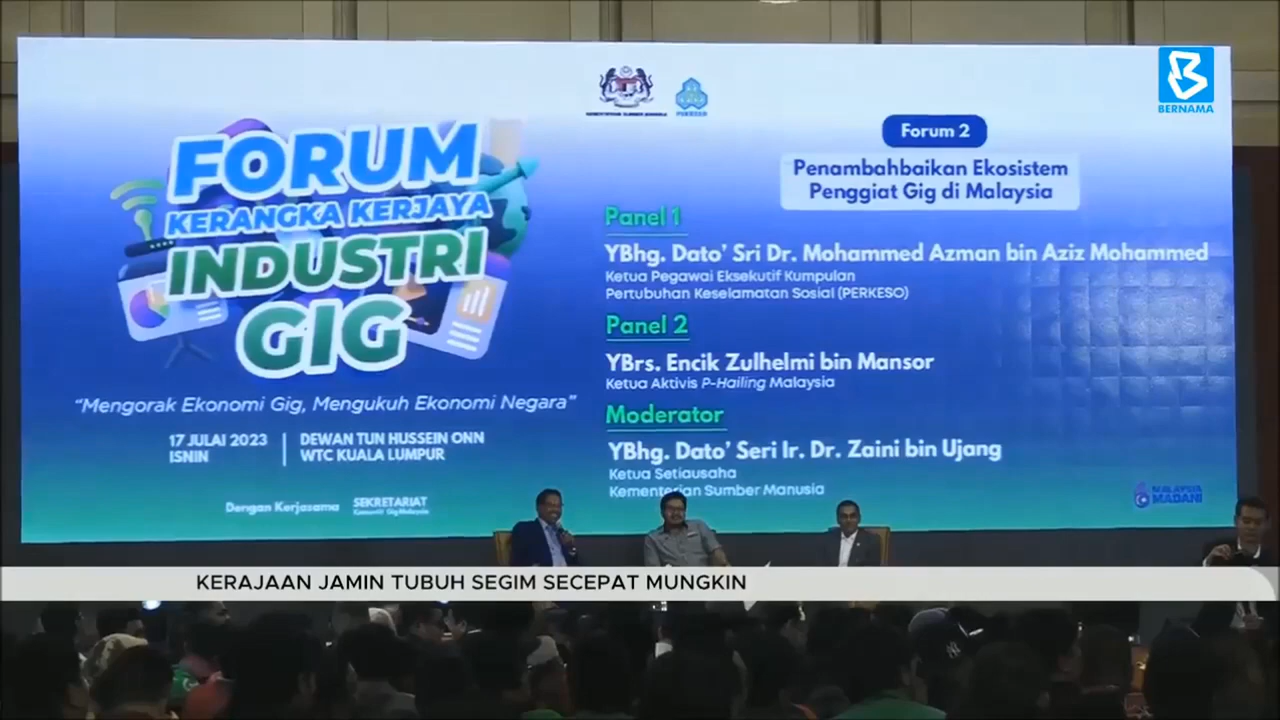 BERNAMA
FORUM
KERANGKA KERJAYA
INDUSTRI
GIG
"Mengorak Ekonomi Gig, Mengukuh Ekonomi Negara"
17 JULAI 2023
ISNIN
DEWAN TUN HUSSEIN ONN
WTC KUALA LUMPUR
Dengan Kerjasama
SEKRETARIAT
KEMENTERIAN SUMBER MANUSIA
PERKESO
Forum 2
Penambahbaikan Ekosistem
Penggiat Gig di Malaysia
Panel 1
YBhg. Dato' Sri Dr. Mohammed Azman bin Aziz Mohammed
Ketua Pegawai Eksekutif Kumpulan
Pertubuhan Keselamatan Sosial (PERKESO)
Panel 2
YBrs. Encik Zulhelmi bin Mansor
Ketua Aktivis P-Hailing Malaysia
Moderator
YBhg. Dato' Seri Ir. Dr. Zaini bin Ujang
Ketua Setiausaha
Kementerian Sumber Manusia
MALAYSIA
MADANI
KERAJAAN JAMIN TUBUH SEGIM SECEPAT MUNGKIN